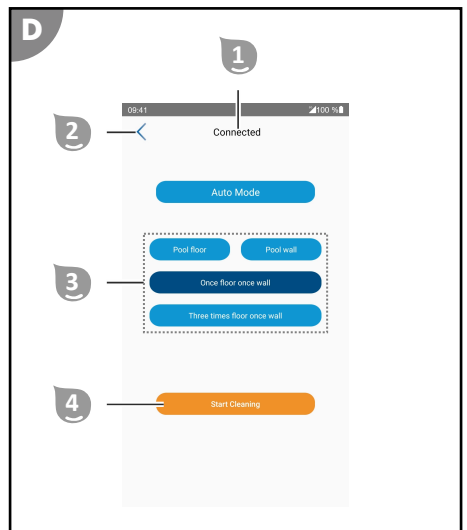 D
1
09:41 100 %
2
Connected
Auto Mode
Pool floor Pool wall
3
Once floor once wall
Three times floor once wall
4
Start Cleaning